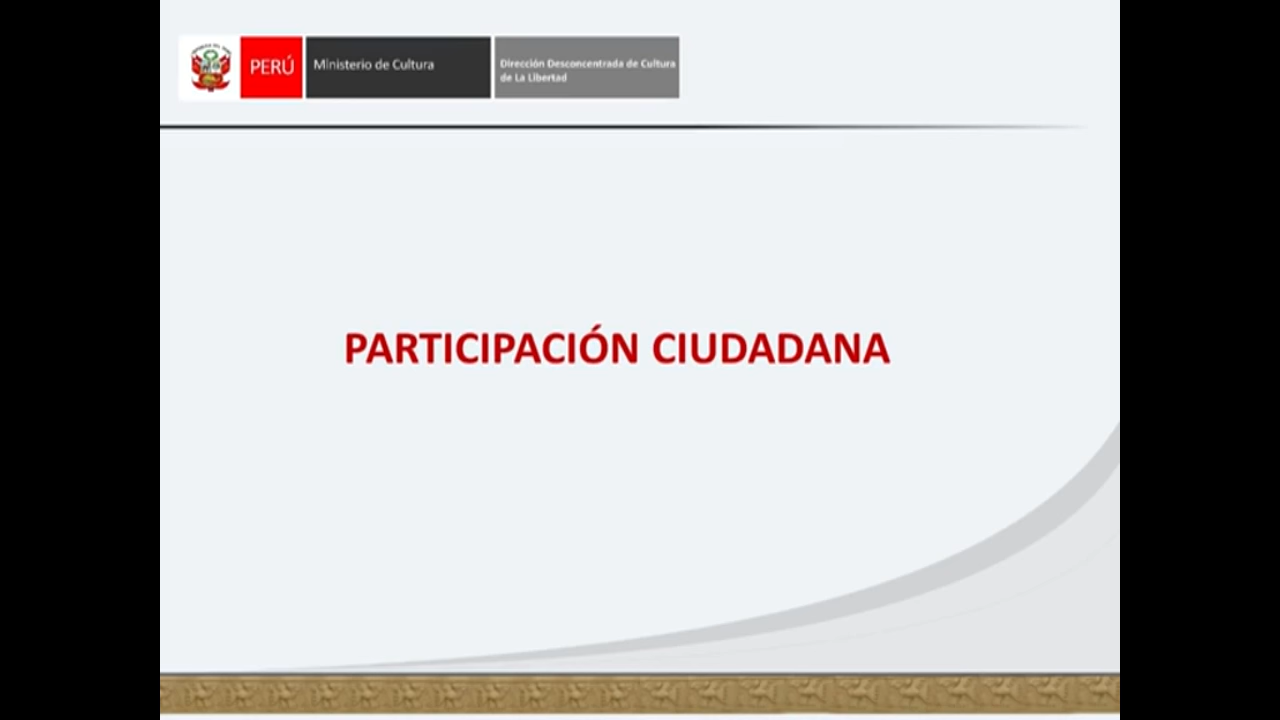 PERÚ
Ministerio de Cultura
Dirección Desconcentrada de Cultura
de La Libertad
PARTICIPACIÓN CIUDADANA